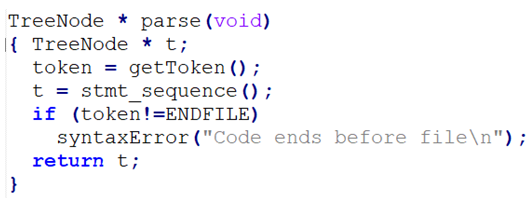 TreeNode * parse(void)
{ TreeNode * t;
  token = getToken();
  t = stmt_sequence();
  if (token!=ENDFILE)
    syntaxError("Code ends before file\n");
  return t;
}